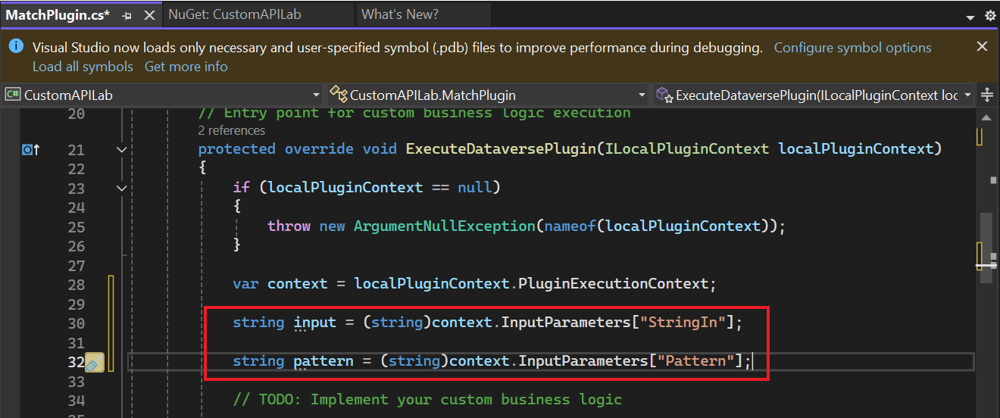 MatchPlugin.cs* NuGet: CustomAPILab What's New?
Visual Studio now loads only necessary and user-specified symbol (.pdb) files to improve performance during debugging. Configure symbol options
Load all symbols Get more info
C# CustomAPILab CustomAPILab.MatchPlugin ExecuteDataversePlugin(ILocalPluginContext loc
20 // Entry point for custom business logic execution
2 references
21 protected override void ExecuteDataversePlugin(ILocalPluginContext localPluginContext)
22 {
23 if (localPluginContext == null)
24 {
25 throw new ArgumentNullException(nameof(localPluginContext));
26 }
27
28 var context = localPluginContext.PluginExecutionContext;
29
30 string input = (string)context.InputParameters["StringIn"];
31
32 string pattern = (string)context.InputParameters["Pattern"];
33
34 // TODO: Implement your custom business logic